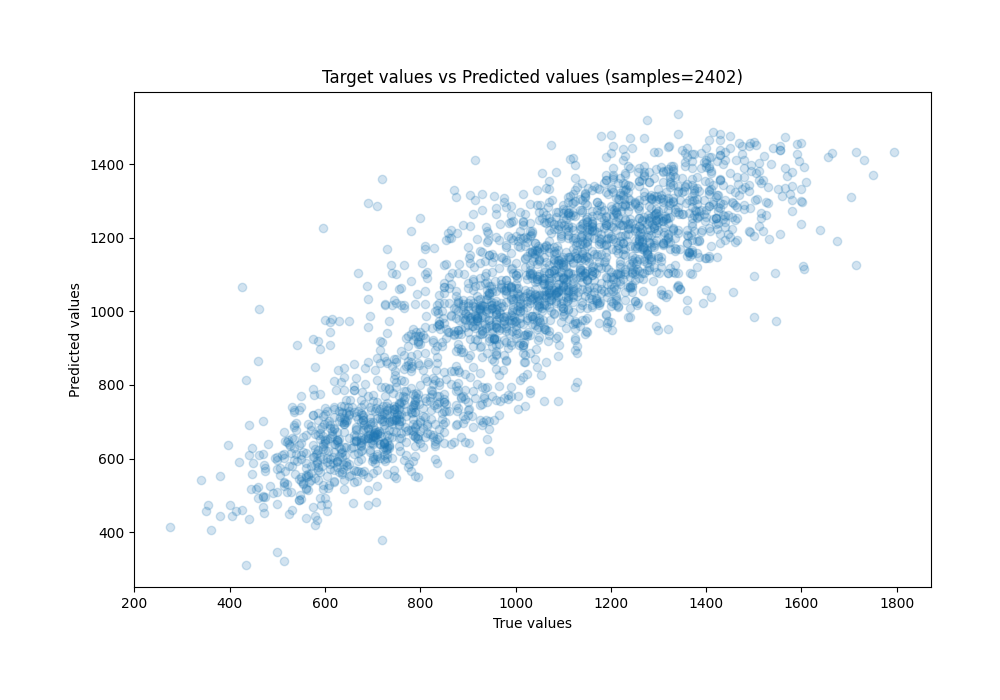 Target values vs Predicted values (samples=2402)
Predicted values
1400
1200
1000
800
600
400
200 400 600 800 1000 1200 1400 1600 1800
True values